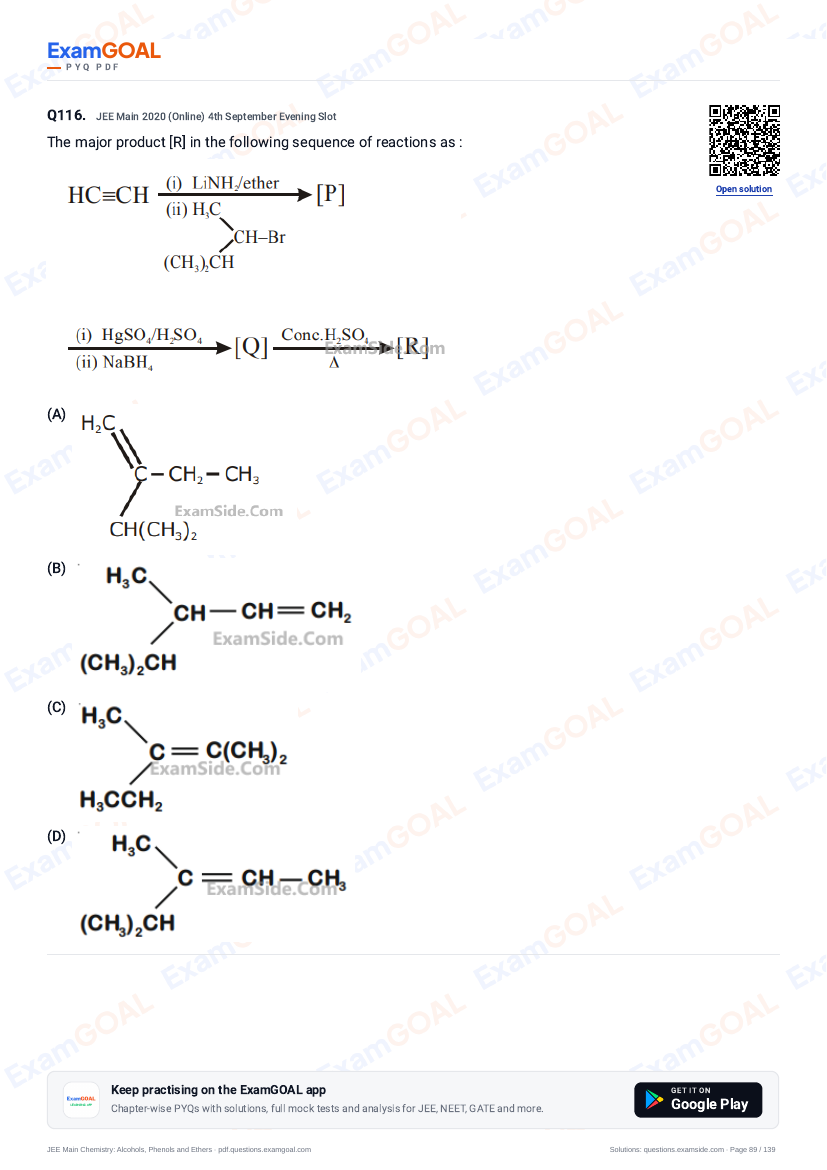 ExamGOAL
PYQ PDF
Q116. JEE Main 2020 (Online) 4th September Evening Slot
The major product [R] in the following sequence of reactions as :
Open solution
HC≡CH (i) LiNH₂/ether [P]
(ii) H₃C
CH–Br
(CH₃)₂CH
(i) HgSO₄/H₂SO₄ [Q] Conc.H₂SO₄ [R]
(ii) NaBH₄ Δ
ExamSide.Com
(A)
H₂C
C – CH₂ – CH₃
ExamSide.Com
CH(CH₃)₂
(B)
H₃C
CH — CH = CH₂
ExamSide.Com
(CH₃)₂CH
(C)
H₃C
C = C(CH₃)₂
ExamSide.Com
H₃CCH₂
(D)
H₃C
C = CH — CH₃
ExamSide.Com
(CH₃)₂CH
Keep practising on the ExamGOAL app
Chapter-wise PYQs with solutions, full mock tests and analysis for JEE, NEET, GATE and more.
GET IT ON
Google Play
JEE Main Chemistry: Alcohols, Phenols and Ethers · pdf.questions.examgoal.com
Solutions: questions.examside.com · Page 89 / 139